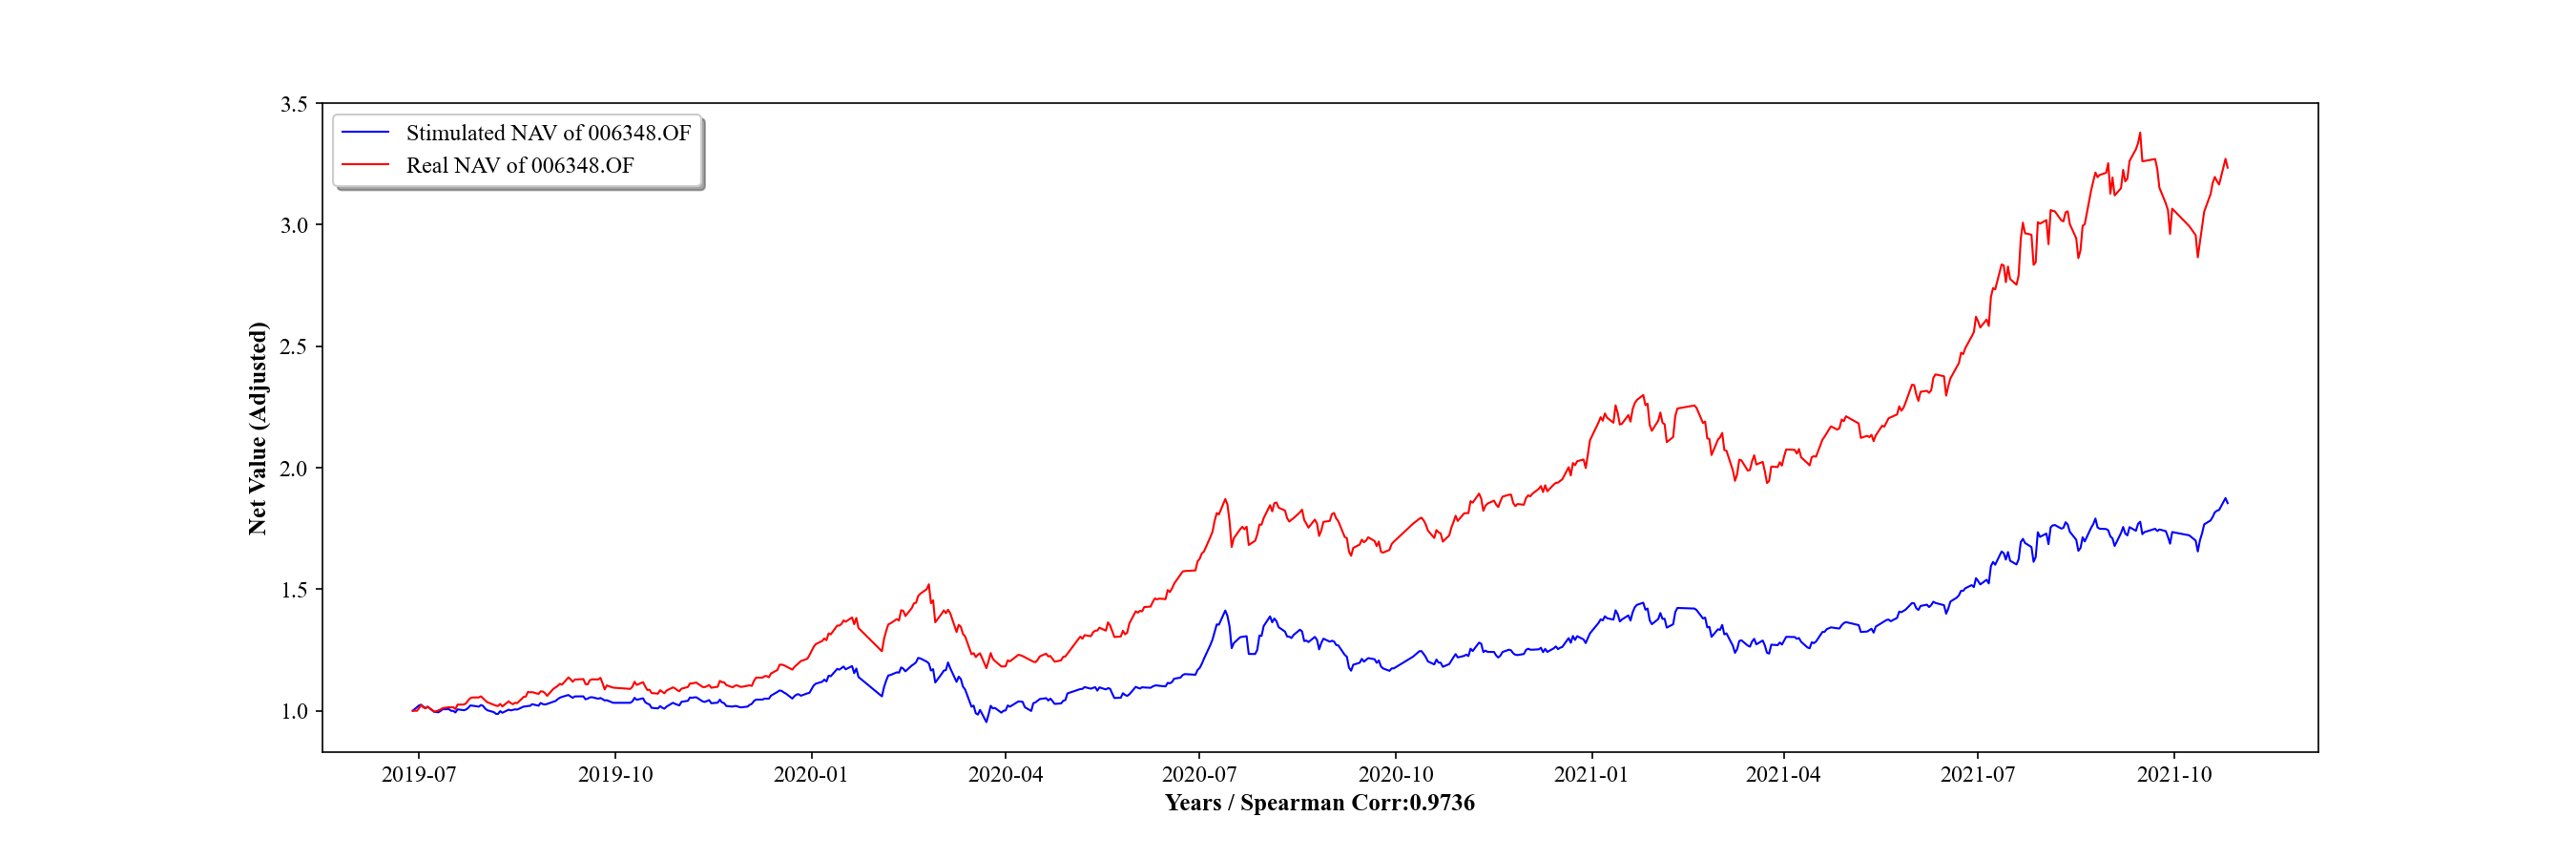 3.5
3.0
2.5
2.0
1.5
1.0
Net Value (Adjusted)
Stimulated NAV of 006348.OF
Real NAV of 006348.OF
2019-07 2019-10 2020-01 2020-04 2020-07 2020-10 2021-01 2021-04 2021-07 2021-10
Years / Spearman Corr:0.9736